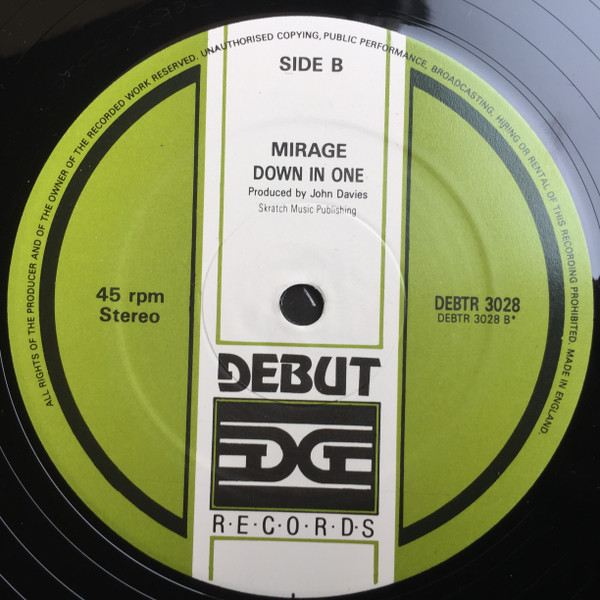 ALL RIGHTS OF THE PRODUCER AND OF THE OWNER OF THE RECORDED WORK RESERVED. UNAUTHORISED COPYING, PUBLIC PERFORMANCE, BROADCASTING, HIRING OR RENTAL OF THIS RECORDING PROHIBITED. MADE IN ENGLAND.
SIDE B
MIRAGE
DOWN IN ONE
Produced by John Davies
Skratch Music Publishing
45 rpm
Stereo
DEBTR 3028
DEBTR 3028 B*
DEBUT
R·E·C·O·R·D·S